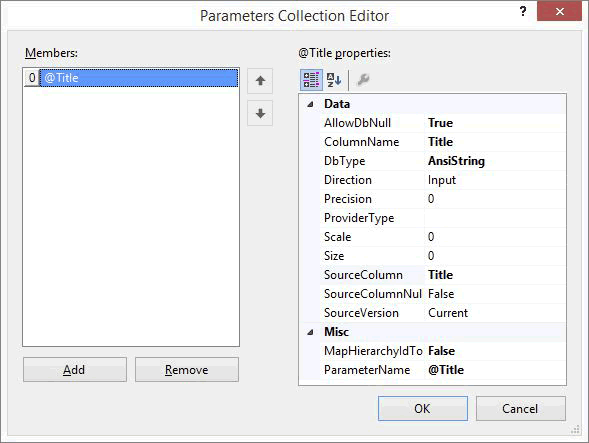 Parameters Collection Editor
?
Members:
@Title properties:
0 @Title
A Z
Data
AllowDbNull True
ColumnName Title
DbType AnsiString
Direction Input
Precision 0
ProviderType
Scale 0
Size 0
SourceColumn Title
SourceColumnNul False
SourceVersion Current
Misc
MapHierarchyIdTo False
ParameterName @Title
Add Remove
OK Cancel